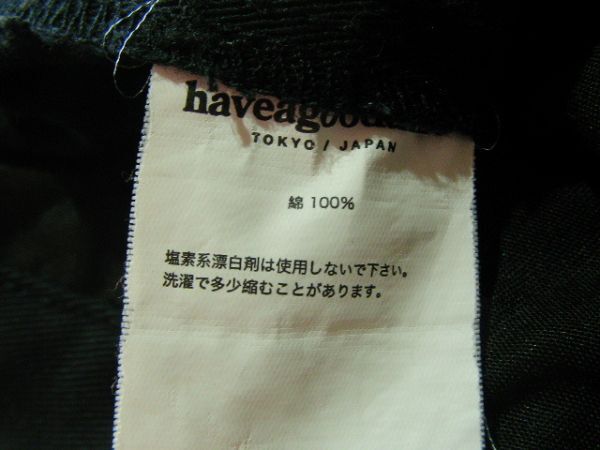 haveagood
TOKYO / JAPAN
綿 100%
塩素系漂白剤は使用しないで下さい。
洗濯で多少縮むことがあります。